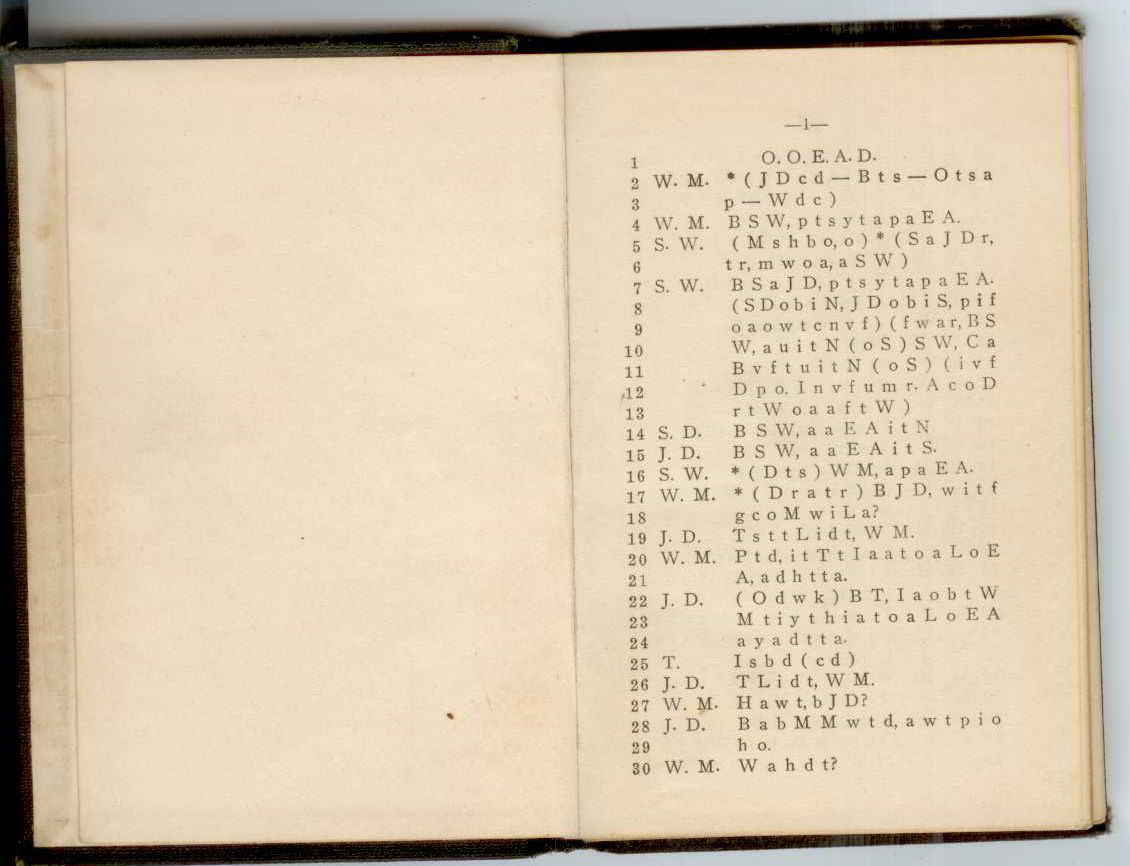 —1—
1 O. O. E. A. D.
2 W. M. * ( J D c d — B t s — O t s a
3 p — W d c )
4 W. M. B S W, p t s y t a p a E A.
5 S. W. ( M s h b o, o ) * ( S a J D r,
6 t r, m w o a, a S W )
7 S. W. B S a J D, p t s y t a p a E A.
8 ( S D o b i N, J D o b i S, p i f
9 o a o w t c n v f ) ( f w a r, B S
10 W, a u i t N ( o S ) S W, C a
11 B v f t u i t N ( o S ) ( i v f
12 D p o. I n v f u m r. A c o D
13 r t W o a a f t W )
14 S. D. B S W, a a E A i t N
15 J. D. B S W, a a E A i t S.
16 S. W. * ( D t s ) W M, a p a E A.
17 W. M. * ( D r a t r ) B J D, w i t f
18 g c o M w i L a?
19 J. D. T s t t L i d t, W M.
20 W. M. P t d, i t T t I a a t o a L o E
21 A, a d h t t a.
22 J. D. ( O d w k ) B T, I a o b t W
23 M t i y t h i a t o a L o E A
24 a y a d t t a.
25 T. I s b d ( c d )
26 J. D. T L i d t, W M.
27 W. M. H a w t, b J D?
28 J. D. B a b M M w t d, a w t p i o
29 h o.
30 W. M. W a h d t?